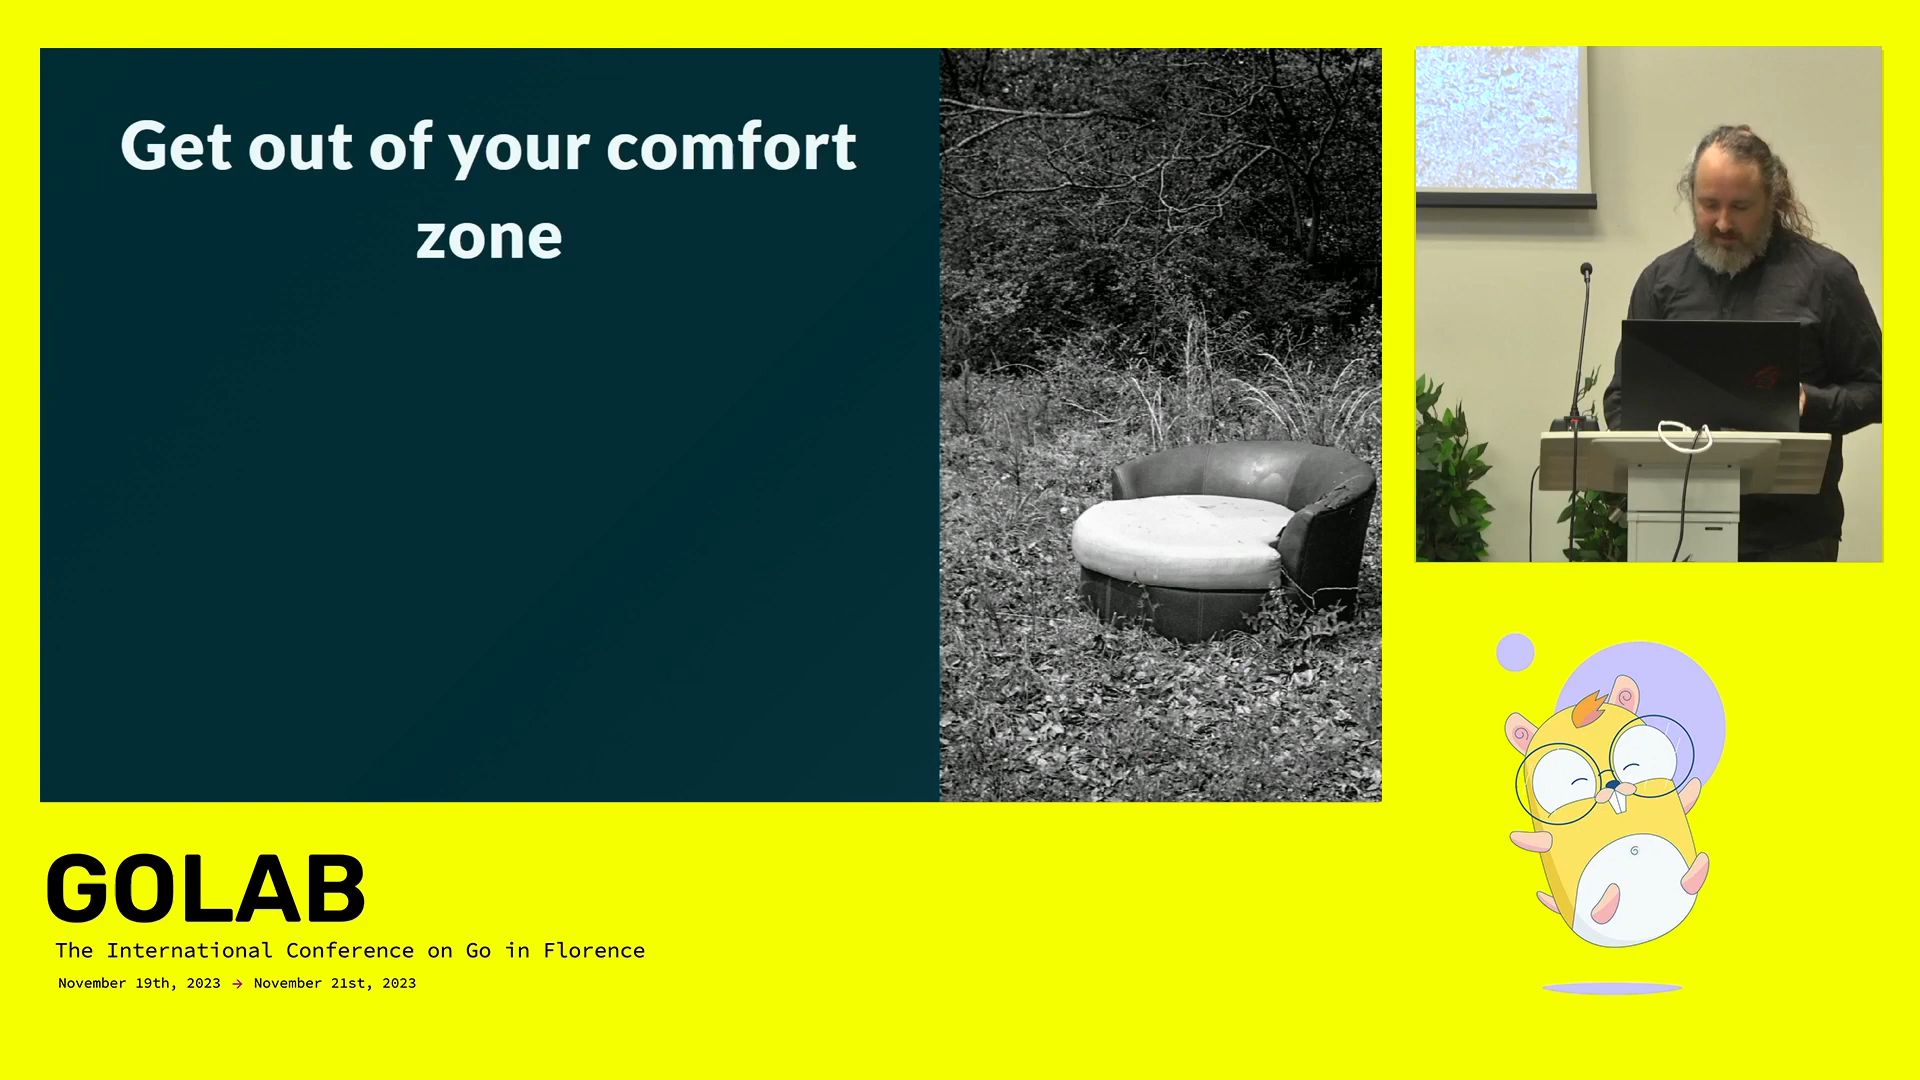 Get out of your comfort
zone
GOLAB
The International Conference on Go in Florence
November 19th, 2023 → November 21st, 2023